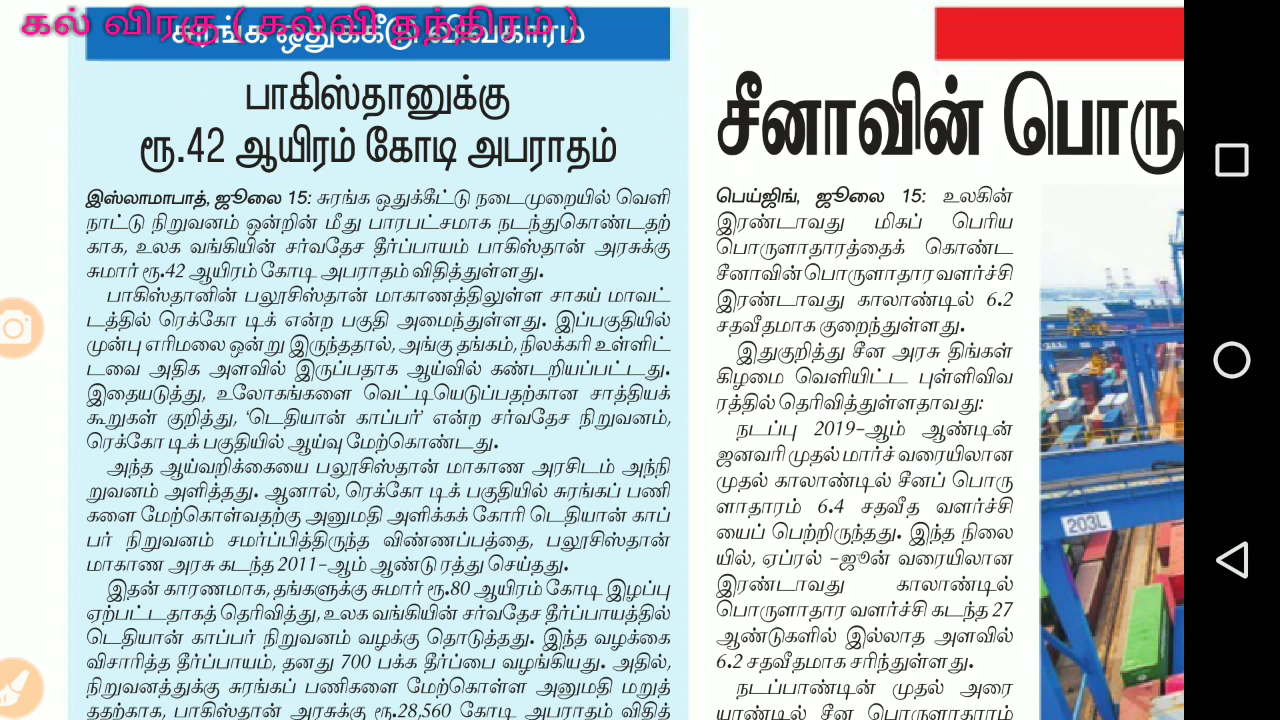 கல் விரகு ( கல்வி தந்திரம் )
சுரங்க ஒதுக்கீடு விவகாரம்
பாகிஸ்தானுக்கு
ரூ.42 ஆயிரம் கோடி அபராதம்
இஸ்லாமாபாத், ஜூலை 15: சுரங்க ஒதுக்கீட்டு நடைமுறையில் வெளி
நாட்டு நிறுவனம் ஒன்றின் மீது பாரபட்சமாக நடந்துகொண்டதற்
காக, உலக வங்கியின் சர்வதேச தீர்ப்பாயம் பாகிஸ்தான் அரசுக்கு
சுமார் ரூ.42 ஆயிரம் கோடி அபராதம் விதித்துள்ளது.
பாகிஸ்தானின் பலூசிஸ்தான் மாகாணத்திலுள்ள சாகய் மாவட்
டத்தில் ரெக்கோ டிக் என்ற பகுதி அமைந்துள்ளது. இப்பகுதியில்
முன்பு எரிமலை ஒன்று இருந்ததால், அங்கு தங்கம், நிலக்கரி உள்ளிட்
டவை அதிக அளவில் இருப்பதாக ஆய்வில் கண்டறியப்பட்டது.
இதையடுத்து, உலோகங்களை வெட்டியெடுப்பதற்கான சாத்தியக்
கூறுகள் குறித்து, 'டெதியான் காப்பர்' என்ற சர்வதேச நிறுவனம்,
ரெக்கோ டிக் பகுதியில் ஆய்வு மேற்கொண்டது.
அந்த ஆய்வறிக்கையை பலூசிஸ்தான் மாகாண அரசிடம் அந்நி
றுவனம் அளித்தது. ஆனால், ரெக்கோ டிக் பகுதியில் சுரங்கப் பணி
களை மேற்கொள்வதற்கு அனுமதி அளிக்கக் கோரி டெதியான் காப்
பர் நிறுவனம் சமர்ப்பித்திருந்த விண்ணப்பத்தை, பலூசிஸ்தான்
மாகாண அரசு கடந்த 2011-ஆம் ஆண்டு ரத்து செய்தது.
இதன் காரணமாக, தங்களுக்கு சுமார் ரூ.80 ஆயிரம் கோடி இழப்பு
ஏற்பட்டதாகத் தெரிவித்து, உலக வங்கியின் சர்வதேச தீர்ப்பாயத்தில்
டெதியான் காப்பர் நிறுவனம் வழக்கு தொடுத்தது. இந்த வழக்கை
விசாரித்த தீர்ப்பாயம், தனது 700 பக்க தீர்ப்பை வழங்கியது. அதில்,
நிறுவனத்துக்கு சுரங்கப் பணிகளை மேற்கொள்ள அனுமதி மறுத்
ததற்காக, பாகிஸ்தான் அரசுக்கு ரூ.28,560 கோடி அபராதம் விதித்
சீனாவின் பொரு
பெய்ஜிங், ஜூலை 15: உலகின்
இரண்டாவது மிகப் பெரிய
பொருளாதாரத்தைக் கொண்ட
சீனாவின் பொருளாதார வளர்ச்சி
இரண்டாவது காலாண்டில் 6.2
சதவீதமாக குறைந்துள்ளது.
இதுகுறித்து சீன அரசு திங்கள்
கிழமை வெளியிட்ட புள்ளிவிவ
ரத்தில் தெரிவித்துள்ளதாவது:
நடப்பு 2019-ஆம் ஆண்டின்
ஜனவரி முதல் மார்ச் வரையிலான
முதல் காலாண்டில் சீனப் பொரு
ளாதாரம் 6.4 சதவீத வளர்ச்சி
யைப் பெற்றிருந்தது. இந்த நிலை
யில், ஏப்ரல் -ஜூன் வரையிலான
இரண்டாவது காலாண்டில்
பொருளாதார வளர்ச்சி கடந்த 27
ஆண்டுகளில் இல்லாத அளவில்
6.2 சதவீதமாக சரிந்துள்ளது.
நடப்பாண்டின் முதல் அரை
யாண்டில் சீன பொருளாதாரம்
203L